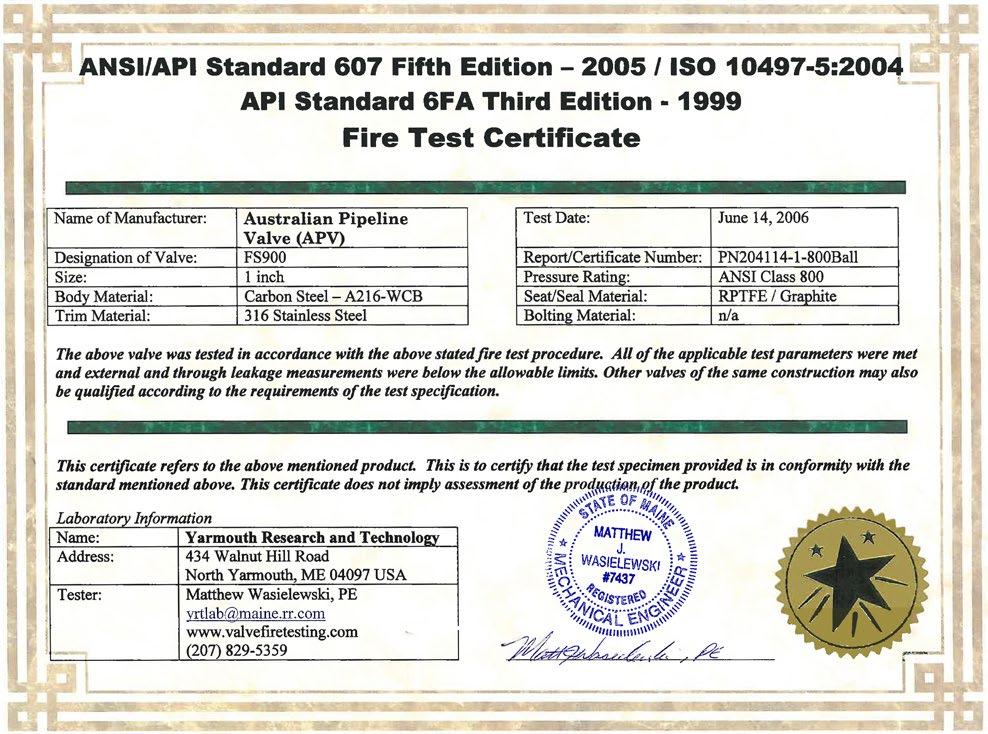 ANSI/API Standard 607 Fifth Edition – 2005 / ISO 10497-5:2004
API Standard 6FA Third Edition - 1999
Fire Test Certificate
Name of Manufacturer: Australian Pipeline Valve (APV)
Designation of Valve: FS900
Size: 1 inch
Body Material: Carbon Steel – A216-WCB
Trim Material: 316 Stainless Steel
Test Date: June 14, 2006
Report/Certificate Number: PN204114-1-800Ball
Pressure Rating: ANSI Class 800
Seat/Seal Material: RPTFE / Graphite
Bolting Material: n/a
The above valve was tested in accordance with the above stated fire test procedure. All of the applicable test parameters were met
and external and through leakage measurements were below the allowable limits. Other valves of the same construction may also
be qualified according to the requirements of the test specification.
This certificate refers to the above mentioned product. This is to certify that the test specimen provided is in conformity with the
standard mentioned above. This certificate does not imply assessment of the production of the product.
Laboratory Information
Name: Yarmouth Research and Technology
Address: 434 Walnut Hill Road
North Yarmouth, ME 04097 USA
Tester: Matthew Wasielewski, PE
yrtlab@maine.rr.com
www.valvefiretesting.com
(207) 829-5359
STATE OF MAINE
MATTHEW
J.
WASIELEWSKI
#7437
REGISTERED
MECHANICAL ENGINEER
Matt J Wasielewski, PE